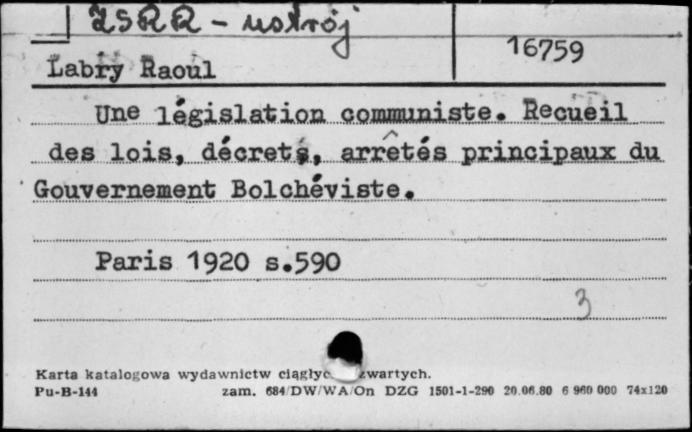 ZSRR - ustrój
16759
Labry Raoul
Une législation communiste. Recueil
des lois, décrets, arrêtés principaux du
Gouvernement Bolchéviste.
Paris 1920 s.590
3
Karta katalogowa wydawnictw ciągłyc zwartych.
Pu-B-144 zam. 684/DW/WA/On DZG 1501-1-290 20.06.80 6 960 000 74x120